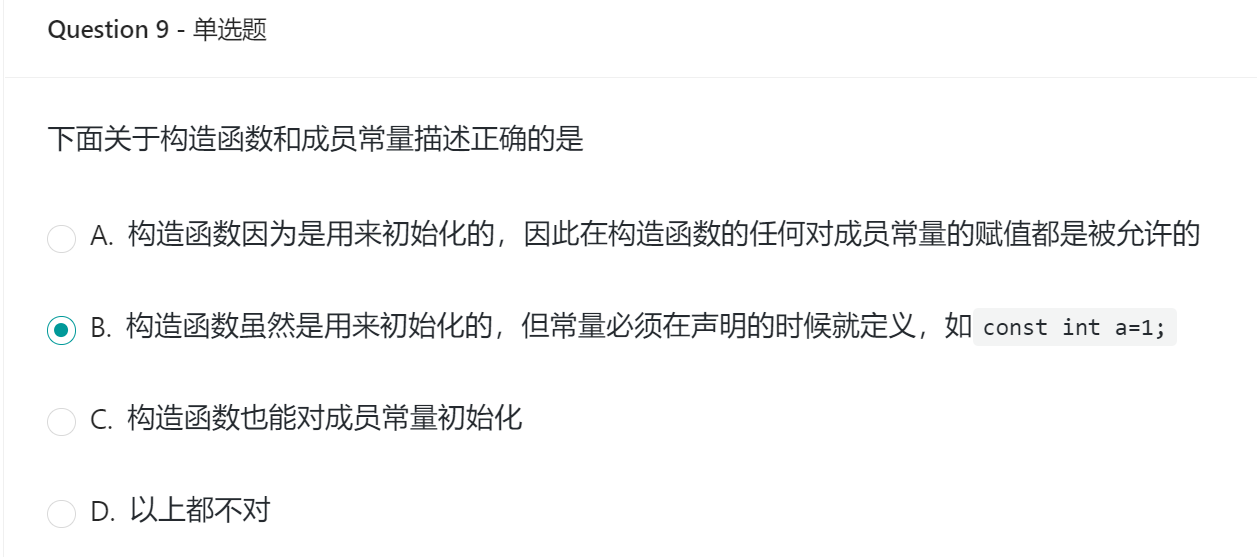 Question 9 - 单选题
下面关于构造函数和成员常量描述正确的是
A. 构造函数因为是用来初始化的，因此在构造函数的任何对成员常量的赋值都是被允许的
B. 构造函数虽然是用来初始化的，但常量必须在声明的时候就定义，如 const int a=1;
C. 构造函数也能对成员常量初始化
D. 以上都不对